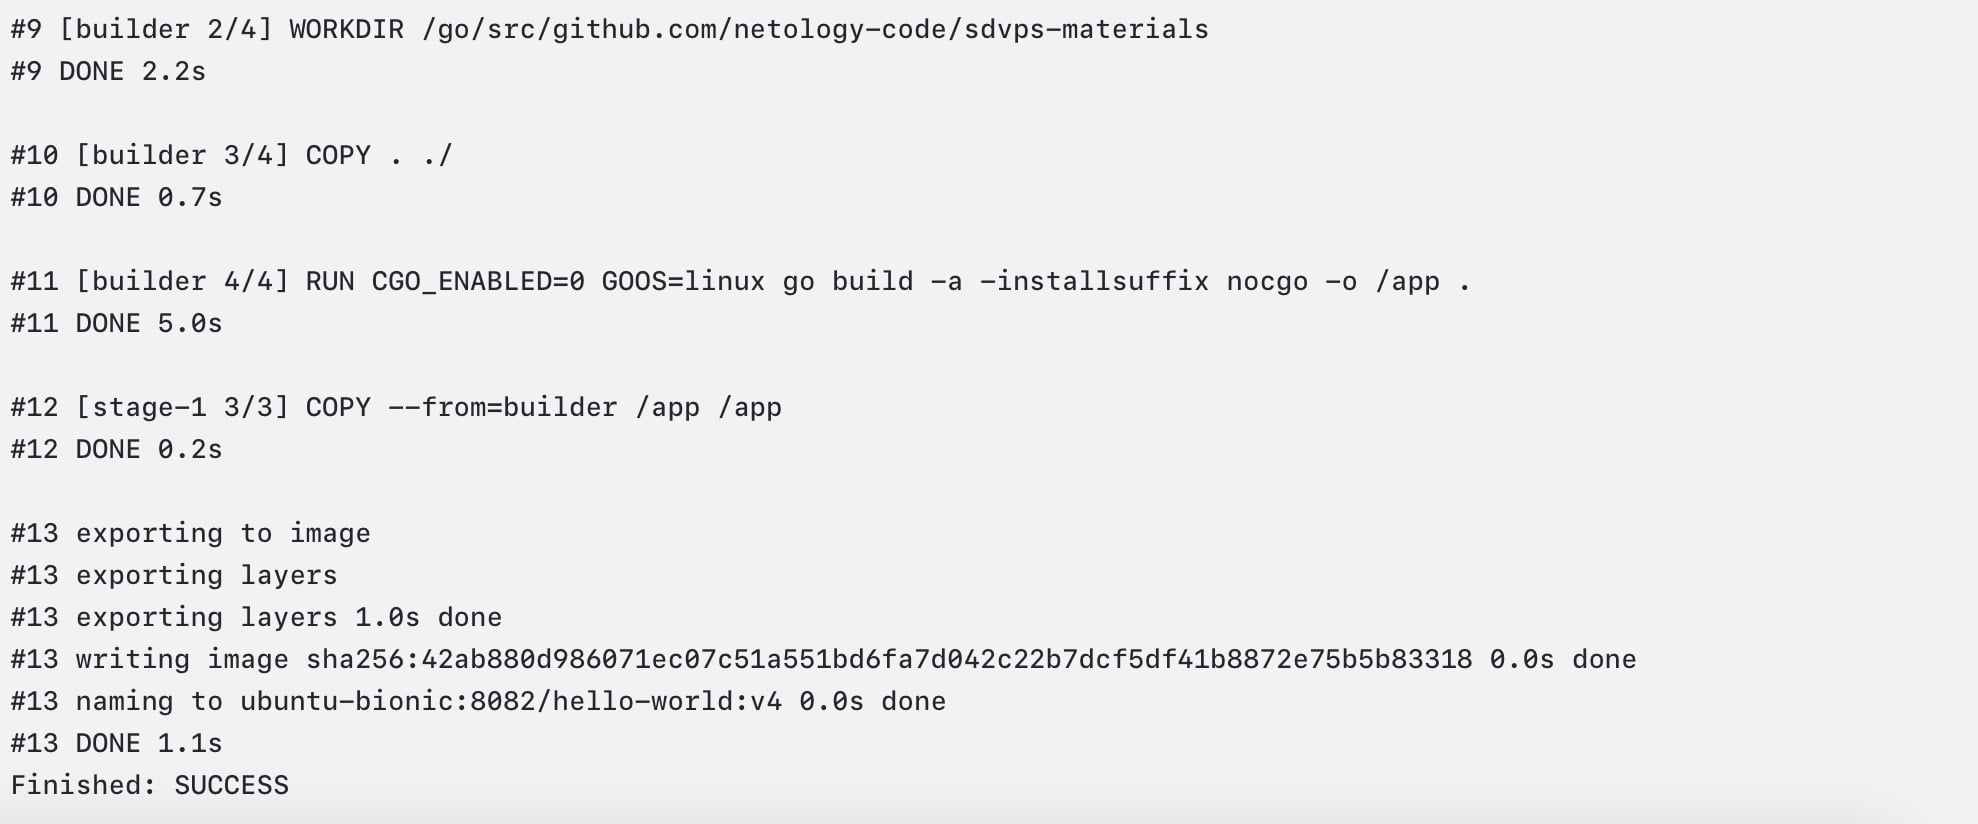 #9 [builder 2/4] WORKDIR /go/src/github.com/netology-code/sdvps-materials
#9 DONE 2.2s

#10 [builder 3/4] COPY . ./
#10 DONE 0.7s

#11 [builder 4/4] RUN CGO_ENABLED=0 GOOS=linux go build -a -installsuffix nocgo -o /app .
#11 DONE 5.0s

#12 [stage-1 3/3] COPY --from=builder /app /app
#12 DONE 0.2s

#13 exporting to image
#13 exporting layers
#13 exporting layers 1.0s done
#13 writing image sha256:42ab880d986071ec07c51a551bd6fa7d042c22b7dcf5df41b8872e75b5b83318 0.0s done
#13 naming to ubuntu-bionic:8082/hello-world:v4 0.0s done
#13 DONE 1.1s
Finished: SUCCESS